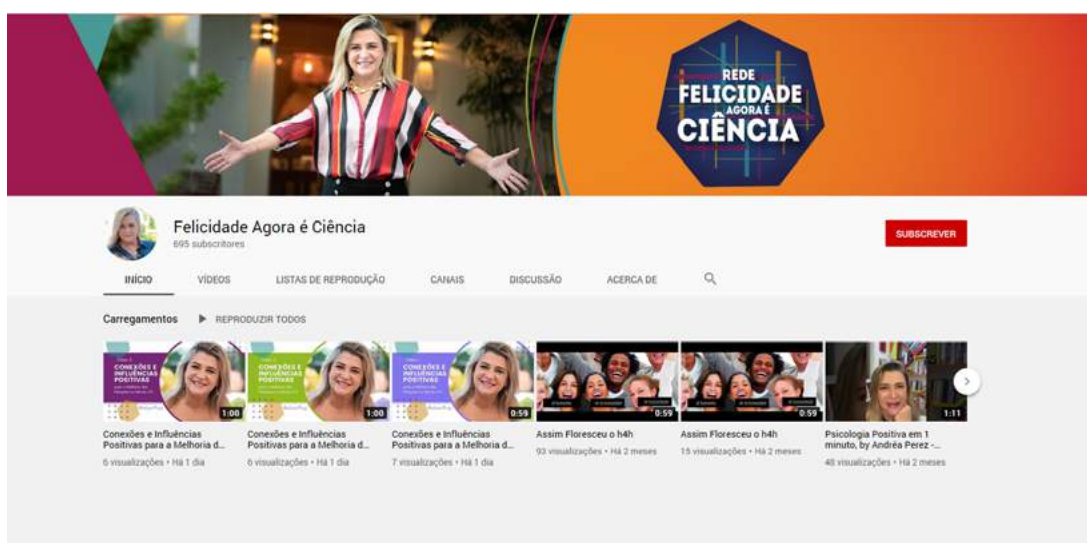 REDE
FELICIDADE
AGORA É
CIÊNCIA
Felicidade Agora é Ciência
695 subscritores
SUBSCREVER
INÍCIO VÍDEOS LISTAS DE REPRODUÇÃO CANAIS DISCUSSÃO ACERCA DE
Carregamentos REPRODUZIR TODOS
CONEXÕES E
INFLUÊNCIAS
POSITIVAS
1:00
CONEXÕES E
INFLUÊNCIAS
POSITIVAS
1:00
CONEXÕES E
INFLUÊNCIAS
POSITIVAS
0:59
0:59
0:59
1:11
Conexões e Influências
Positivas para a Melhoria d...
6 visualizações • Há 1 dia
Conexões e Influências
Positivas para a Melhoria d...
6 visualizações • Há 1 dia
Conexões e Influências
Positivas para a Melhoria d...
7 visualizações • Há 1 dia
Assim Floresceu o h4h
93 visualizações • Há 2 meses
Assim Floresceu o h4h
15 visualizações • Há 2 meses
Psicologia Positiva em 1
minuto, by Andréa Perez -...
48 visualizações • Há 2 meses